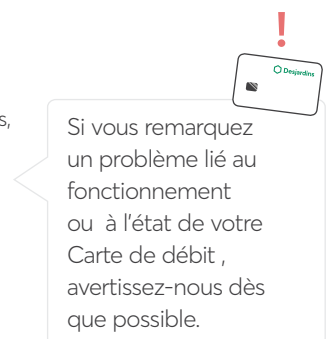 !
Desjardins
s,
Si vous remarquez
un problème lié au
fonctionnement
ou à l'état de votre
Carte de débit ,
avertissez-nous dès
que possible.